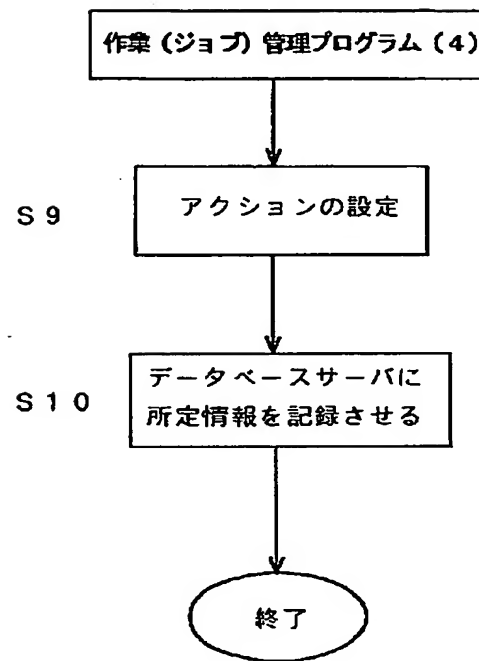 作業(ジョブ)管理プログラム(4)
S9
アクションの設定
S10
データベースサーバに
所定情報を記録させる
終了